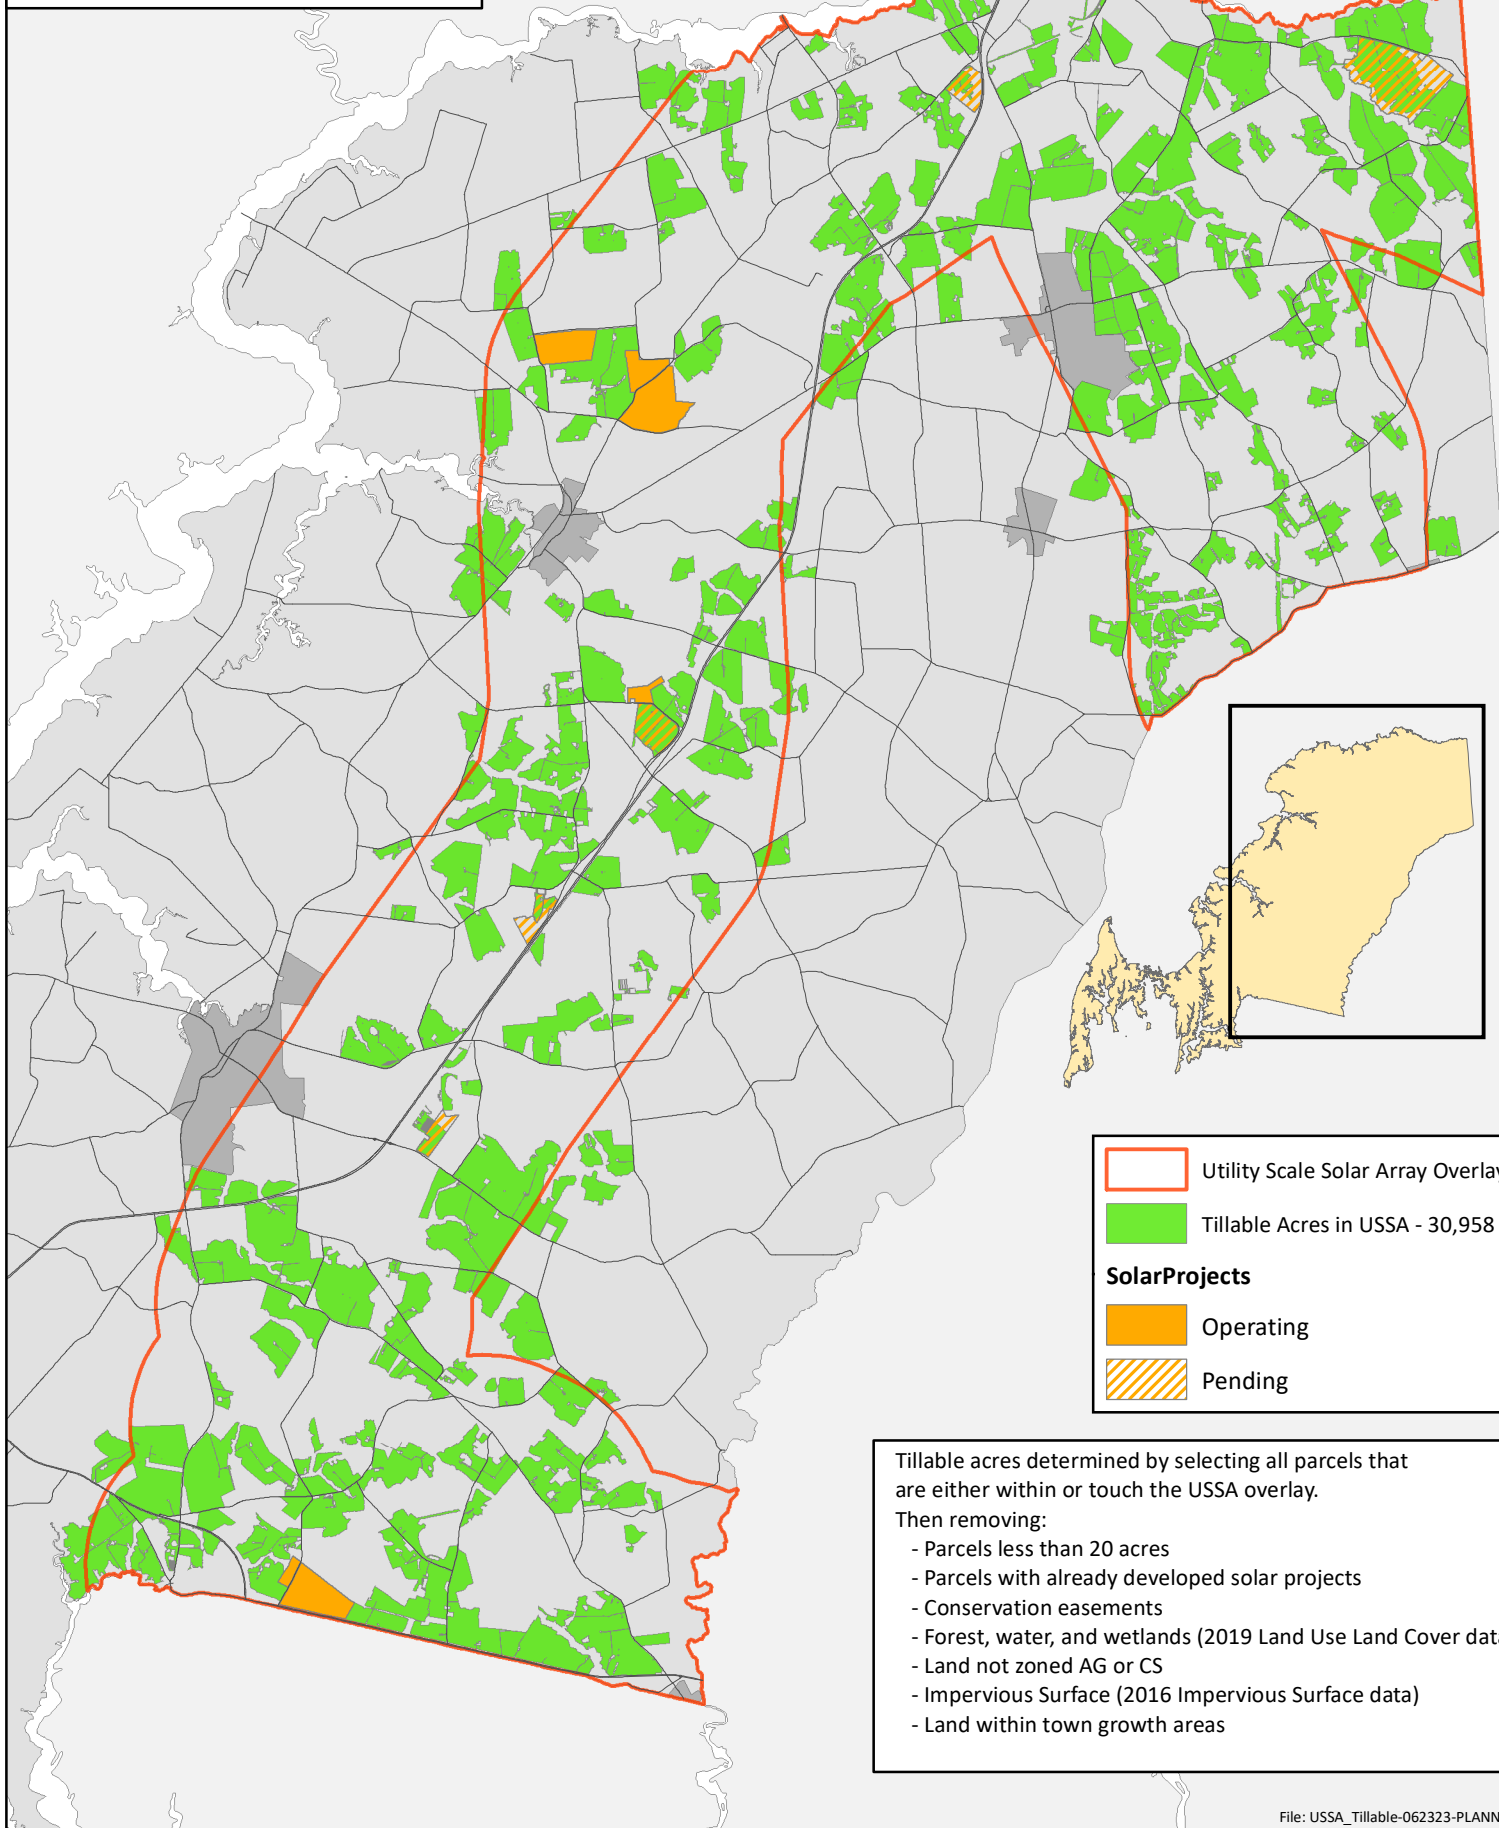 Utility Scale Solar Array Overlay
Tillable Acres in USSA - 30,958
SolarProjects
Operating
Pending
Tillable acres determined by selecting all parcels that
are either within or touch the USSA overlay.
Then removing:
- Parcels less than 20 acres
- Parcels with already developed solar projects
- Conservation easements
- Forest, water, and wetlands (2019 Land Use Land Cover data
- Land not zoned AG or CS
- Impervious Surface (2016 Impervious Surface data)
- Land within town growth areas
File: USSA_Tillable-062323-PLANN